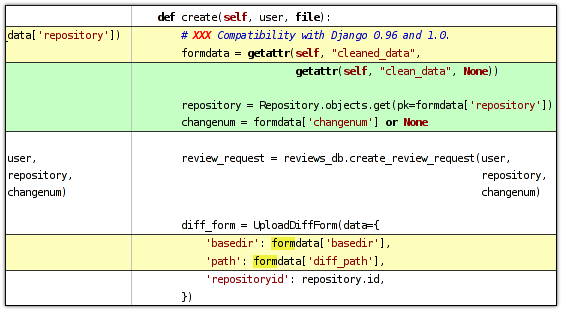 def create(self, user, file):
_data['repository'])
# XXX Compatibility with Django 0.96 and 1.0.
formdata = getattr(self, "cleaned_data",
getattr(self, "clean_data", None))
repository = Repository.objects.get(pk=formdata['repository'])
changenum = formdata['changenum'] or None
user,
repository,
changenum)
review_request = reviews_db.create_review_request(user,
repository,
changenum)
diff_form = UploadDiffForm(data={
'basedir': formdata['basedir'],
'path': formdata['diff_path'],
'repositoryid': repository.id,
})